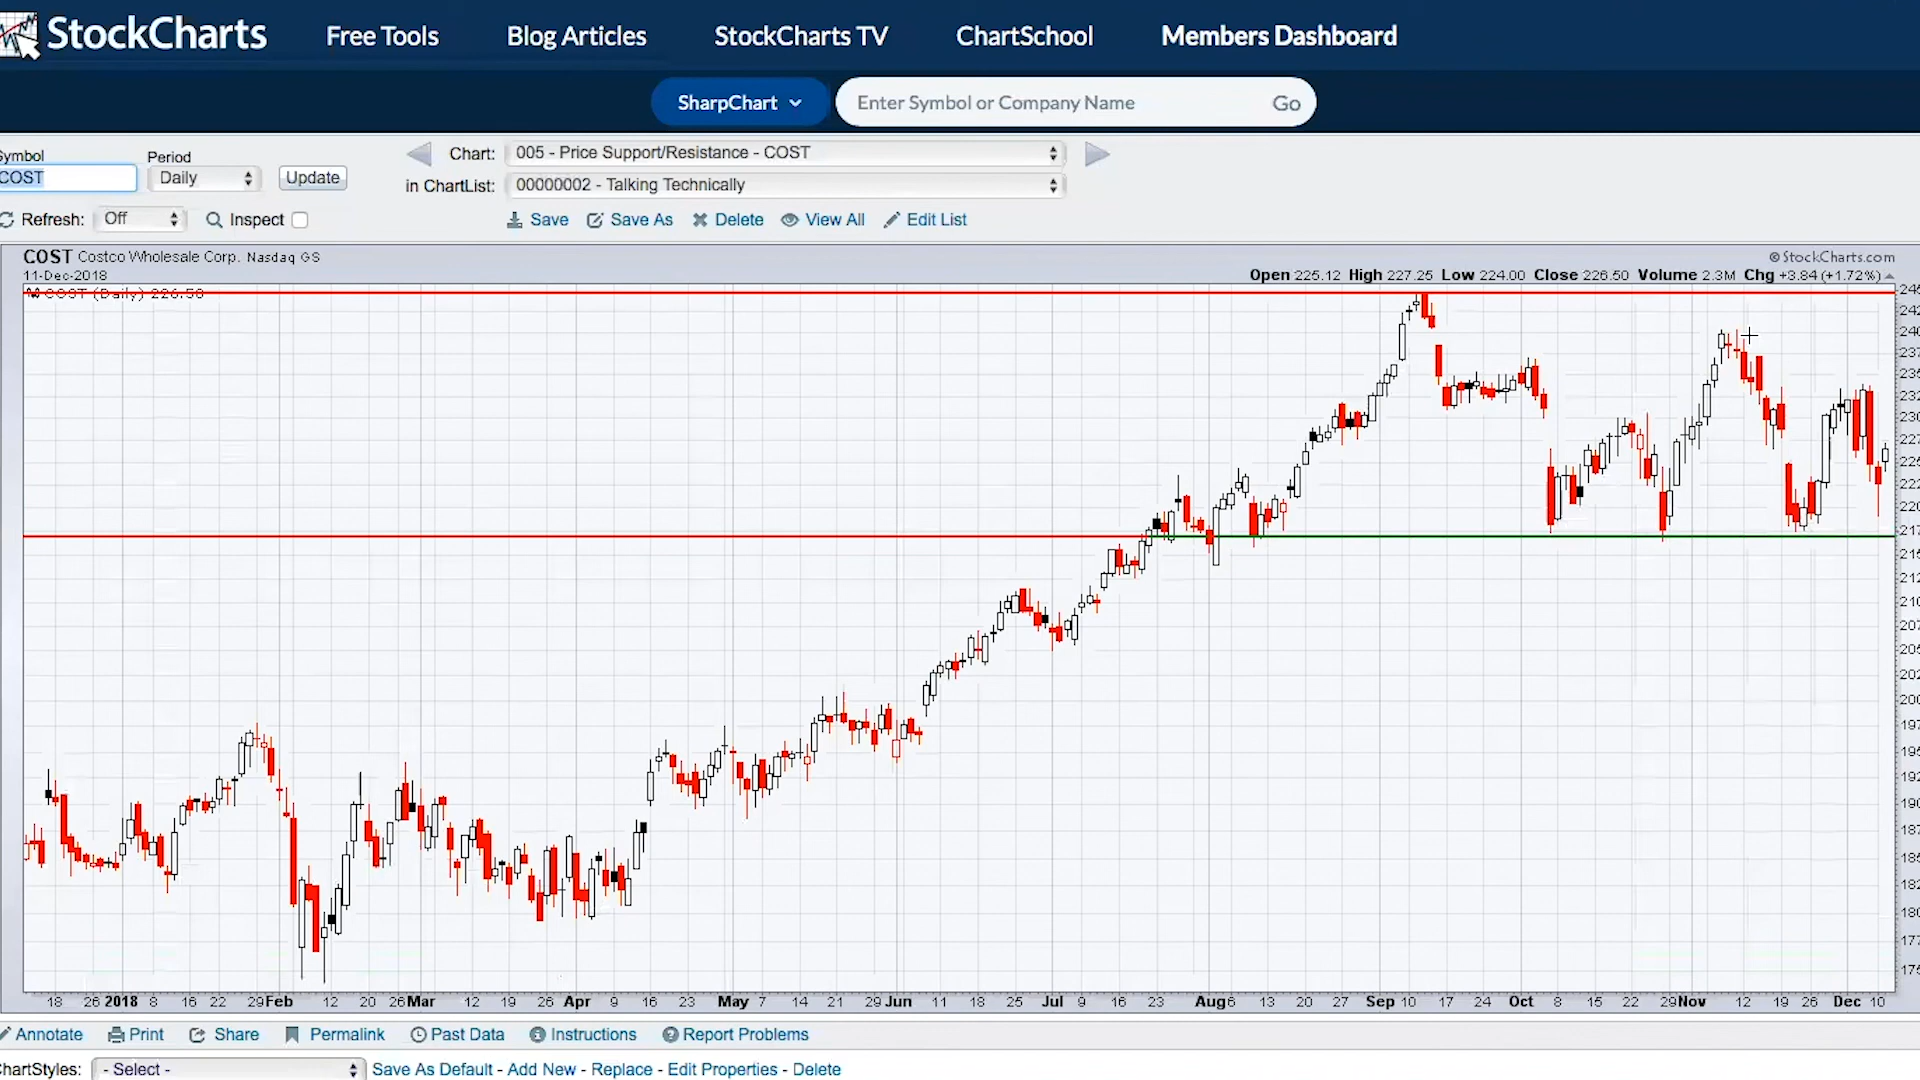 StockCharts Free Tools Blog Articles StockCharts TV ChartSchool Members Dashboard
SharpChart Enter Symbol or Company Name Go
Symbol Period
COST Daily Update
Chart: 005 - Price Support/Resistance - COST
in ChartList: 00000002 - Talking Technically
Refresh: Off Inspect
Save Save As Delete View All Edit List
COST Costco Wholesale Corp. Nasdaq GS
© StockCharts.com
11-Dec-2018
Open 225.12 High 227.25 Low 224.00 Close 226.50 Volume 2.3M Chg +3.84 (+1.72%)
COST (Daily) 226.50
18 26 2018 8 16 22 29 Feb 12 20 26 Mar 12 19 26 Apr 9 16 23 May 7 14 21 29 Jun 11 18 25 Jul 9 16 23 Aug 6 13 20 27 Sep 10 17 24 Oct 8 15 22 29 Nov 12 19 26 Dec 10
Annotate Print Share Permalink Past Data Instructions Report Problems
ChartStyles: - Select - Save As Default - Add New - Replace - Edit Properties - Delete